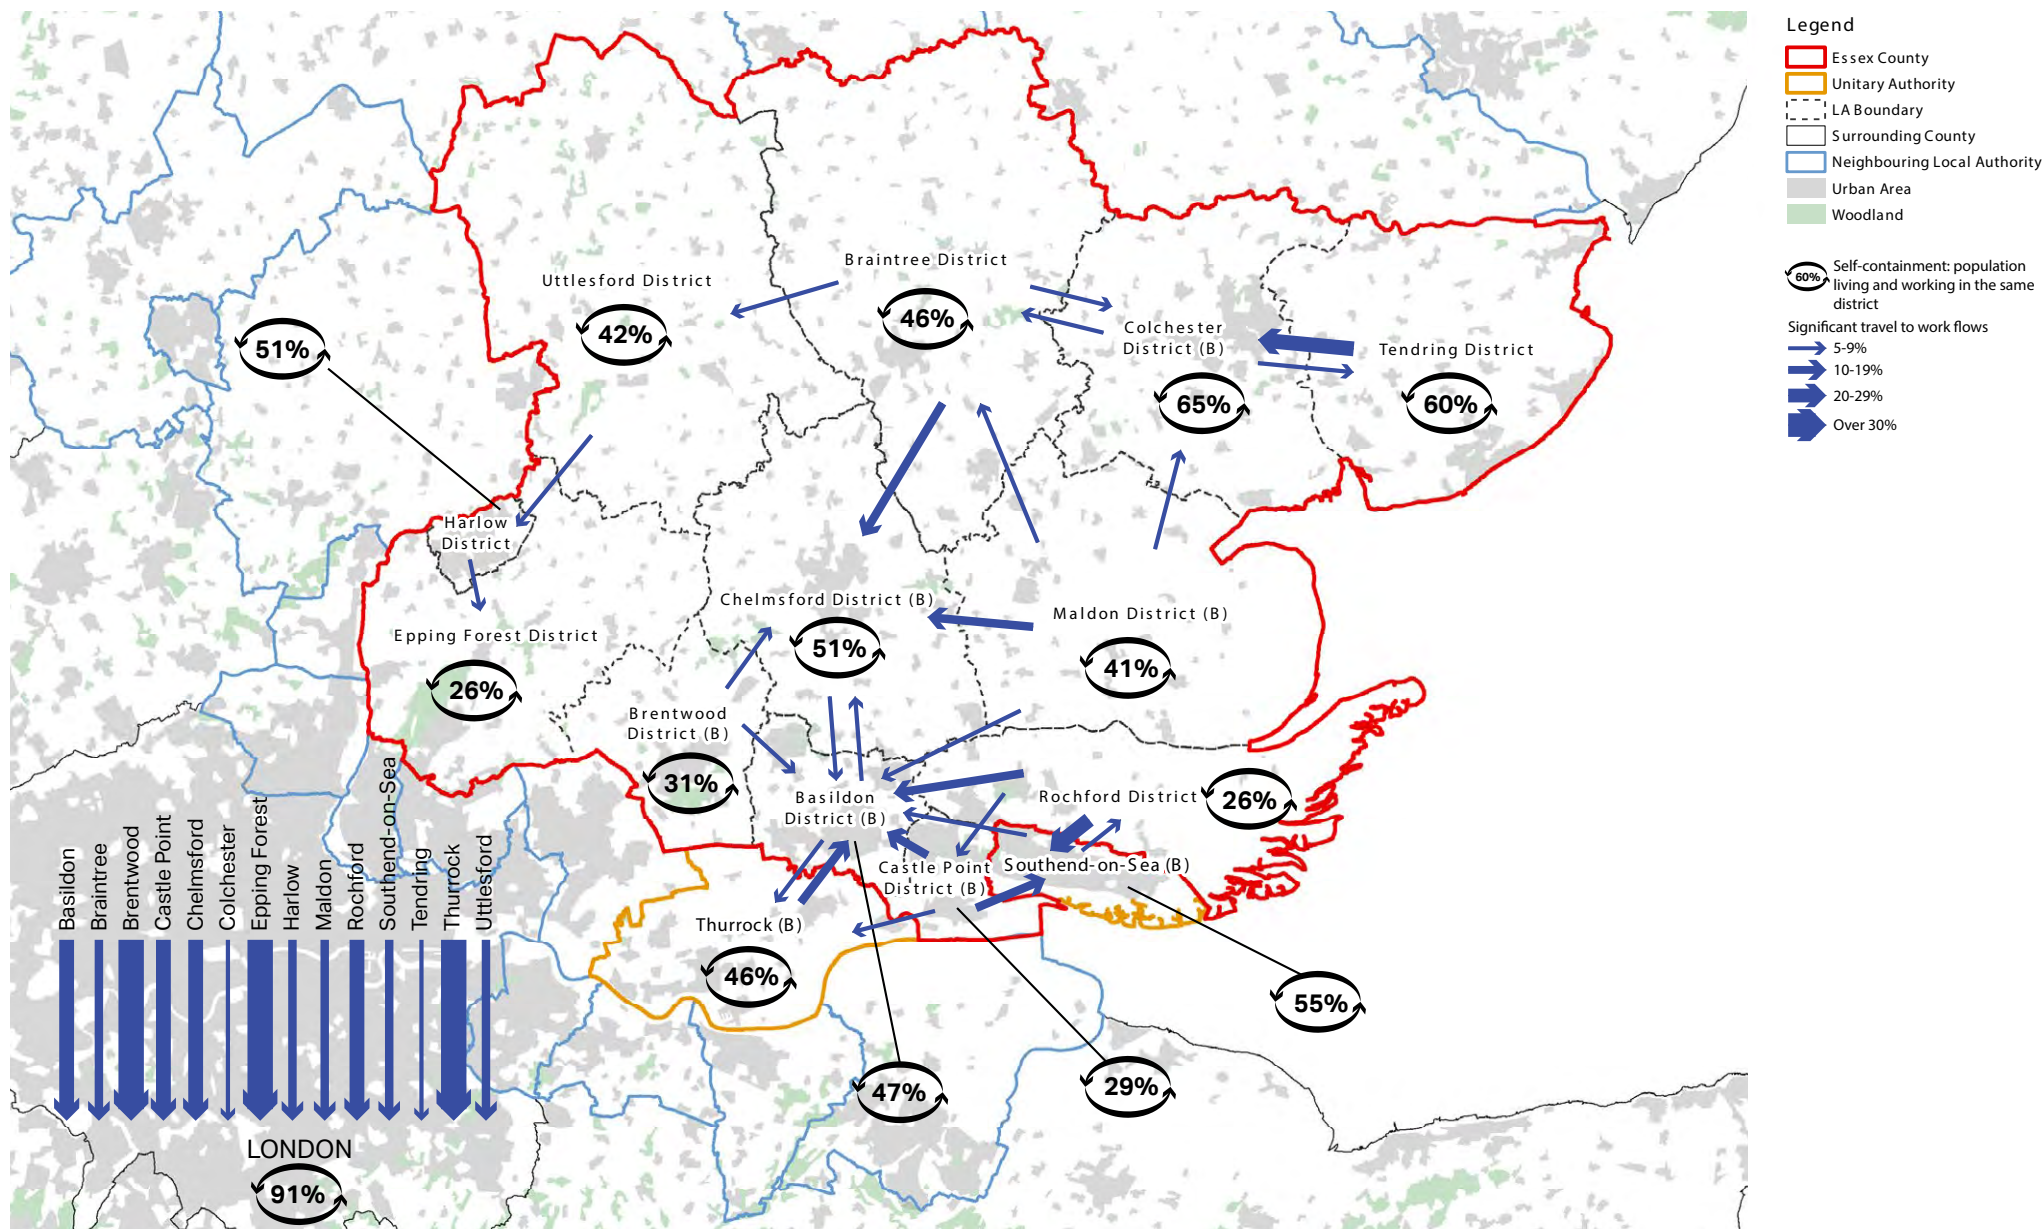 Legend
Essex County
Unitary Authority
LA Boundary
Surrounding County
Neighbouring Local Authority
Urban Area
Woodland
60%
Self-containment: population
living and working in the same
district
Significant travel to work flows
5-9%
10-19%
20-29%
Over 30%
Braintree District
46%
Uttlesford District
42%
51%
Colchester
District (B)
65%
Tendring District
60%
Harlow
District
Chelmsford District (B)
51%
Maldon District (B)
41%
Epping Forest District
26%
Brentwood
District (B)
31%
Basildon
District (B)
Rochford District
26%
Castle Point
District (B)
Southend-on-Sea (B)
Thurrock (B)
46%
55%
47%
29%
Basildon
Braintree
Brentwood
Castle Point
Chelmsford
Colchester
Epping Forest
Harlow
Maldon
Rochford
Southend-on-Sea
Tendring
Thurrock
Uttlesford
LONDON
91%